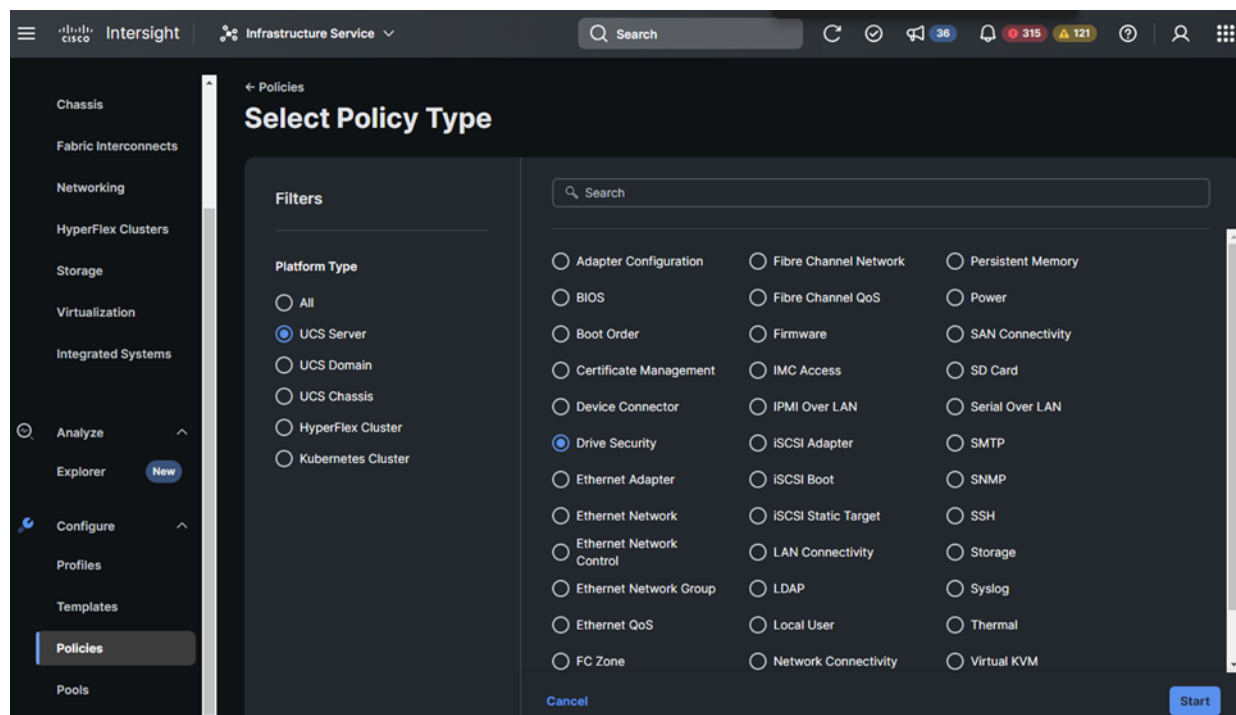 CISCO Intersight
Infrastructure Service
Search
36
315
121
Chassis
Fabric Interconnects
Networking
HyperFlex Clusters
Storage
Virtualization
Integrated Systems
Analyze
Explorer New
Configure
Profiles
Templates
Policies
Pools
← Policies
Select Policy Type
Filters
Platform Type
All
UCS Server
UCS Domain
UCS Chassis
HyperFlex Cluster
Kubernetes Cluster
Search
Adapter Configuration
BIOS
Boot Order
Certificate Management
Device Connector
Drive Security
Ethernet Adapter
Ethernet Network
Ethernet Network
Control
Ethernet Network Group
Ethernet QoS
FC Zone
Fibre Channel Network
Fibre Channel QoS
Firmware
IMC Access
IPMI Over LAN
iSCSI Adapter
iSCSI Boot
iSCSI Static Target
LAN Connectivity
LDAP
Local User
Network Connectivity
Persistent Memory
Power
SAN Connectivity
SD Card
Serial Over LAN
SMTP
SNMP
SSH
Storage
Syslog
Thermal
Virtual KVM
Cancel
Start